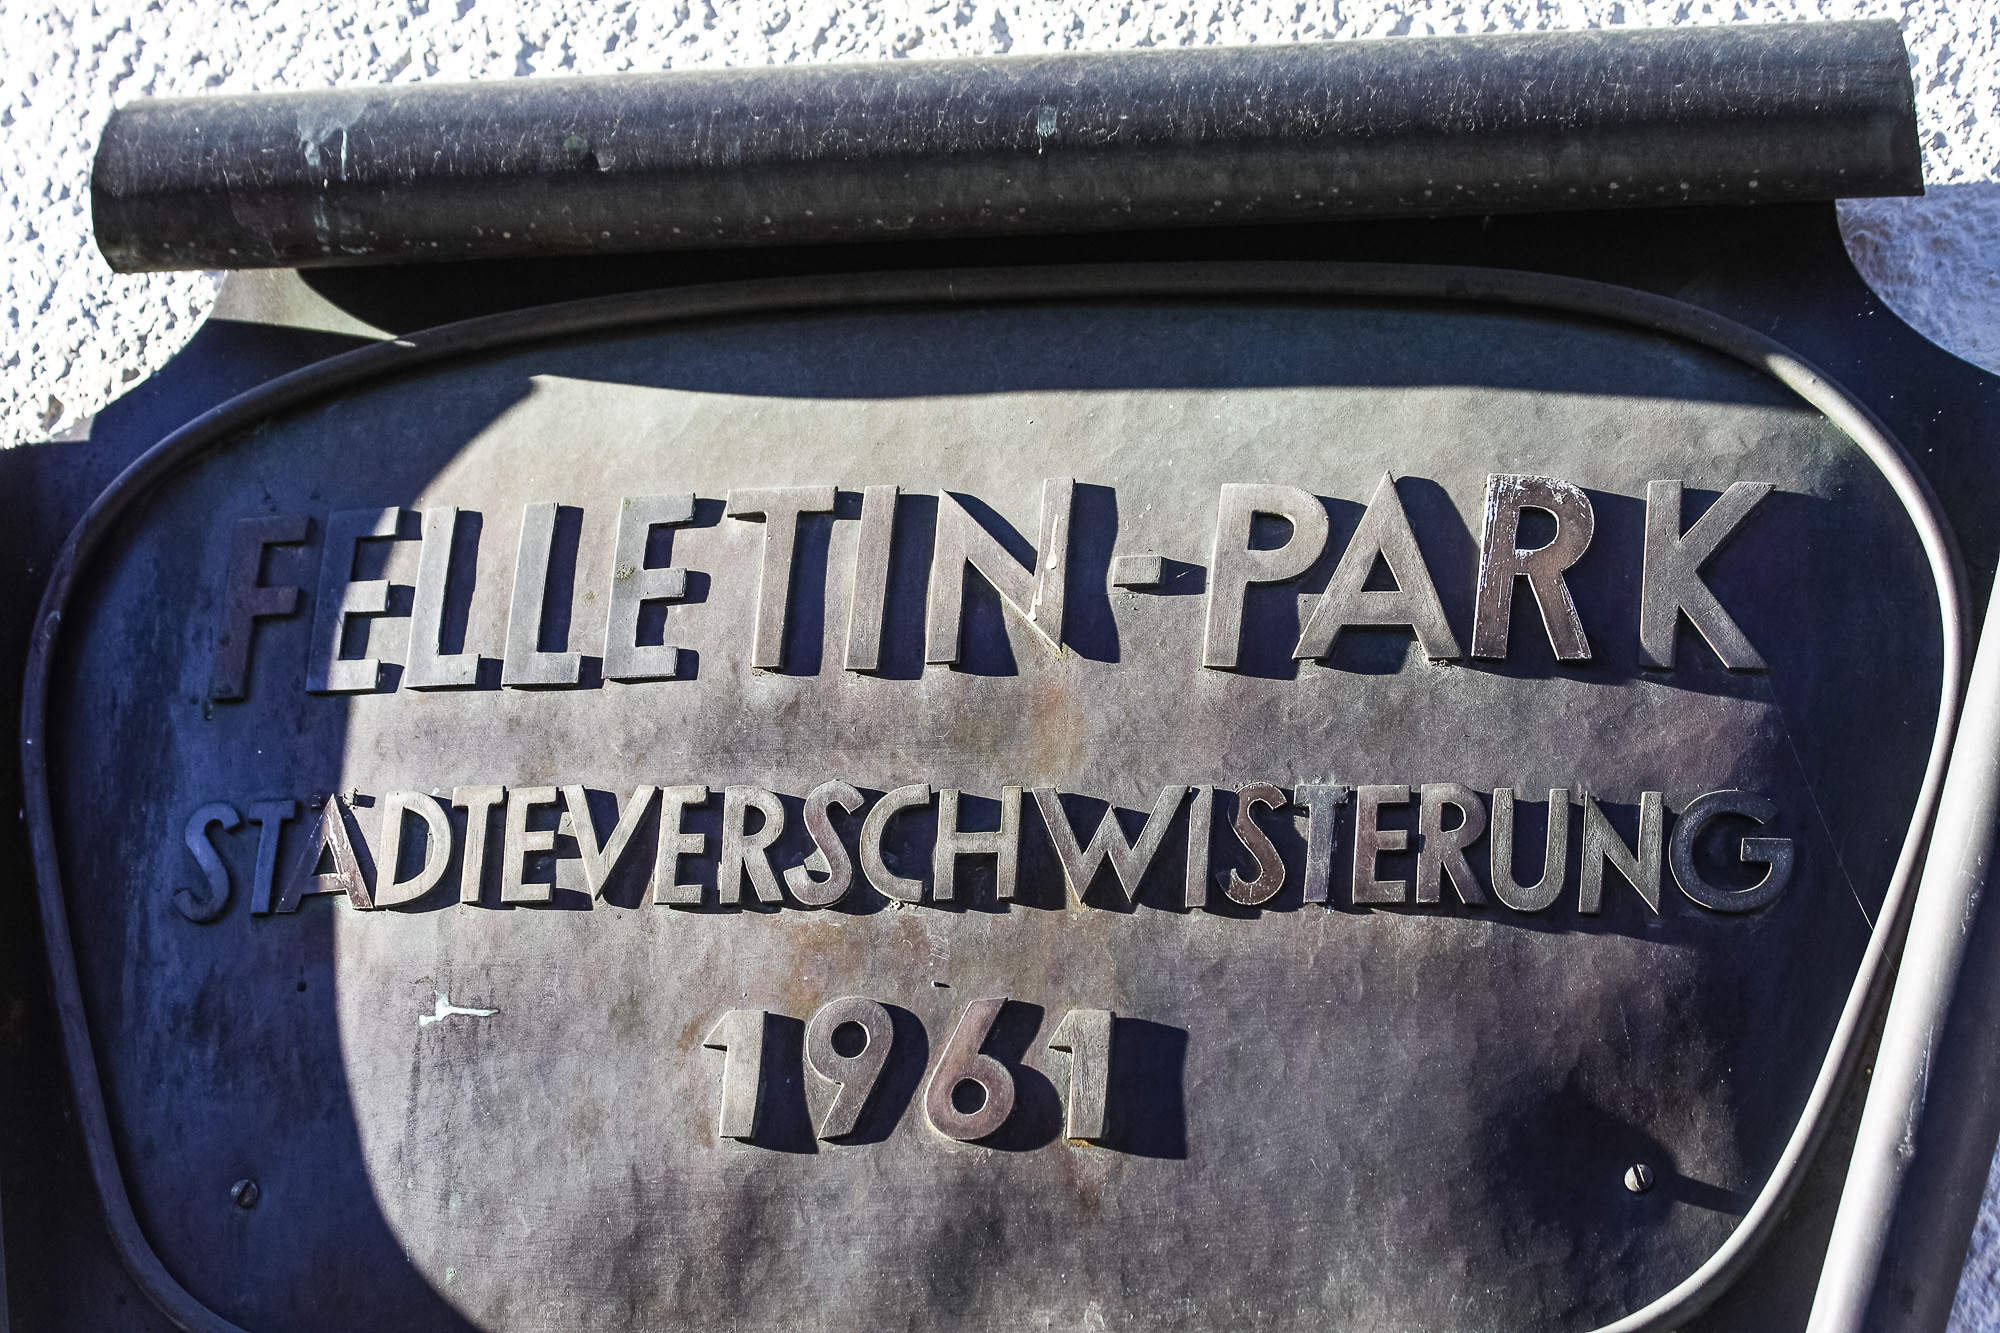 FELLETIN-PARK
STÄDTEVERSCHWISTERUNG
1961